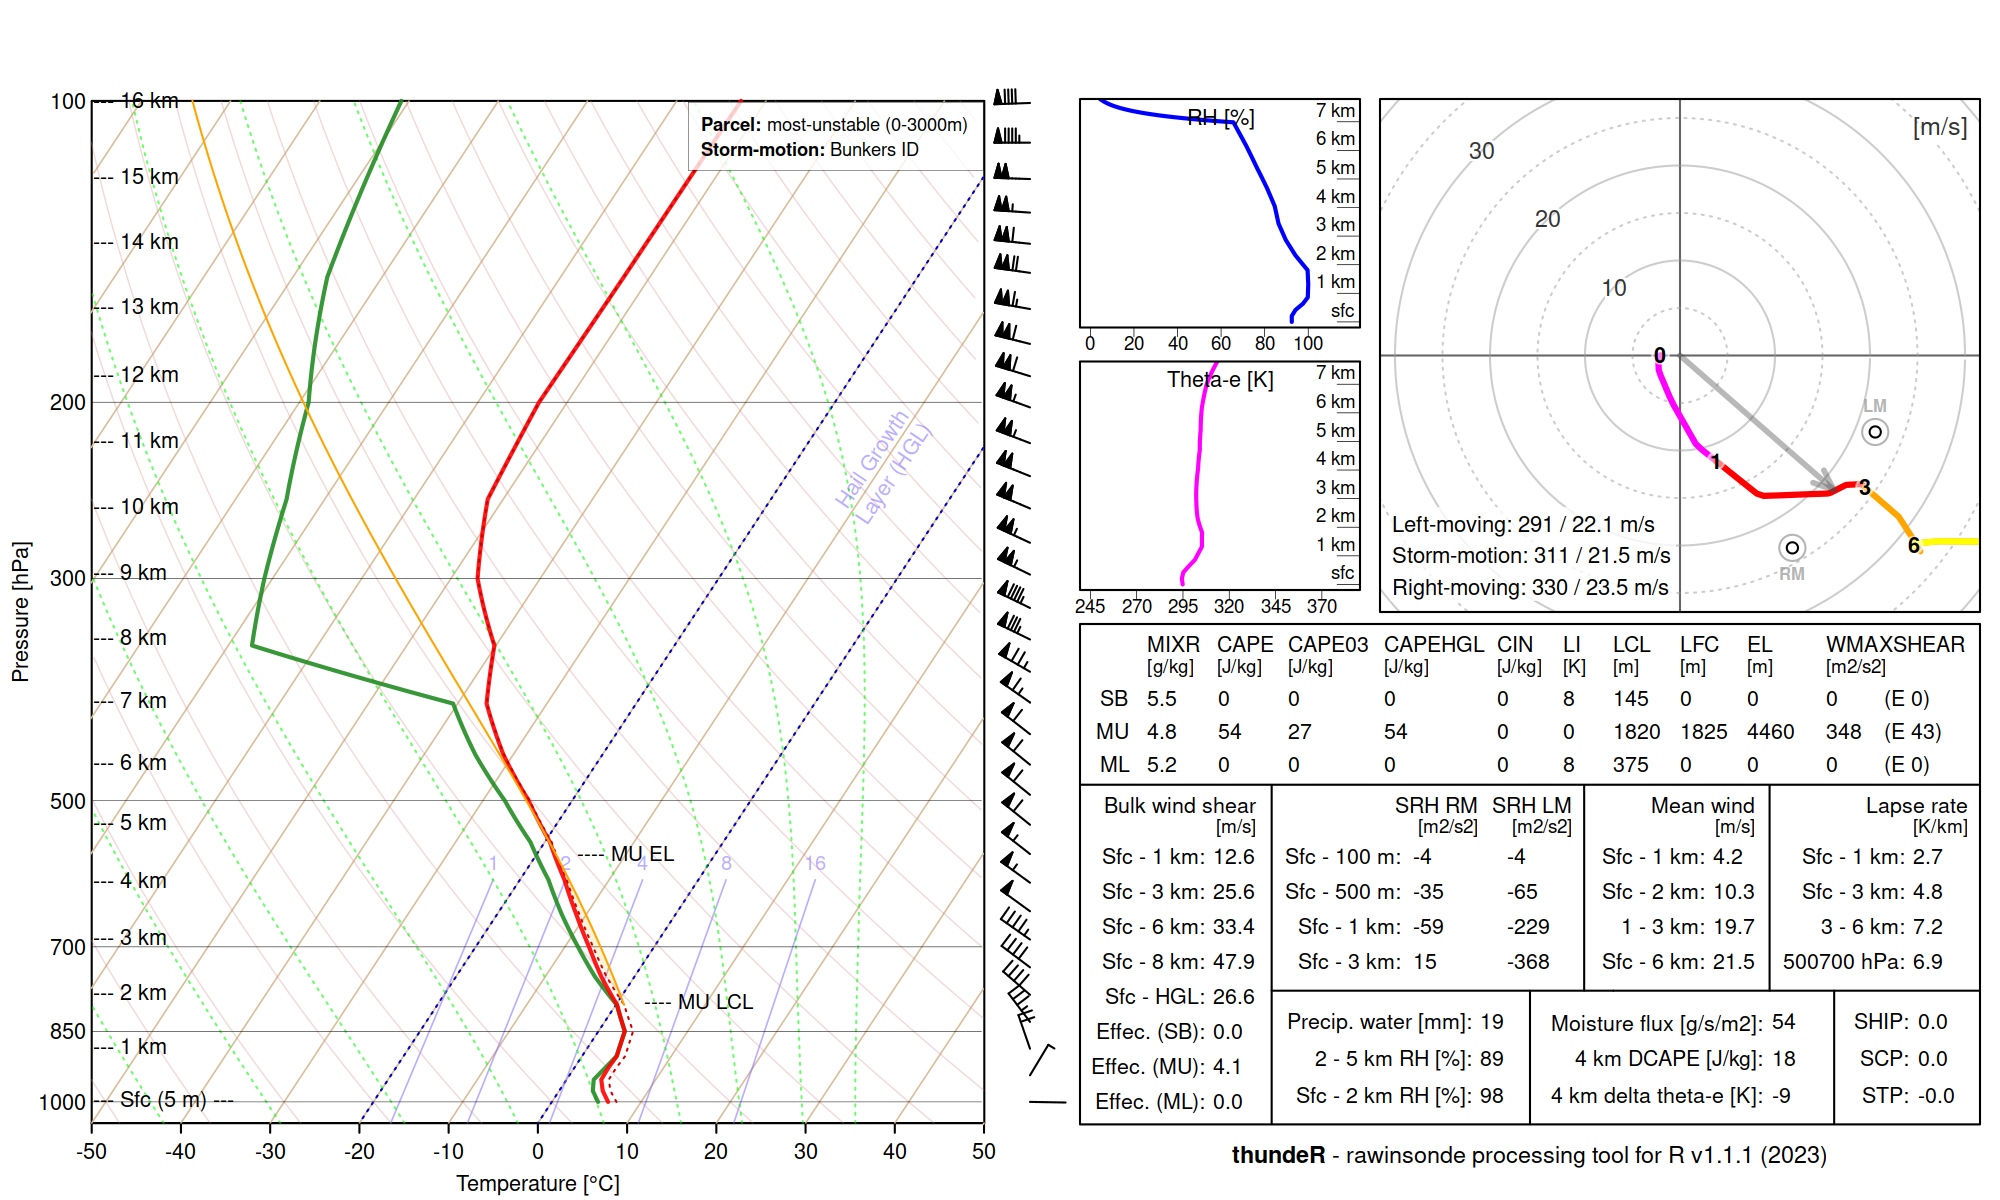 Parcel: most-unstable (0-3000m)
Storm-motion: Bunkers ID
Pressure [hPa]
100
200
300
500
700
850
1000
--- 16 km
--- 15 km
--- 14 km
--- 13 km
--- 12 km
--- 11 km
--- 10 km
--- 9 km
--- 8 km
--- 7 km
--- 6 km
--- 5 km
--- 4 km
--- 3 km
--- 2 km
--- 1 km
--- Sfc (5 m) ---
Hail Growth
Layer (HGL)
---- MU EL
1 2 4 8 16
---- MU LCL
-50 -40 -30 -20 -10 0 10 20 30 40 50
Temperature [°C]
RH [%]
7 km
6 km
5 km
4 km
3 km
2 km
1 km
sfc
0 20 40 60 80 100
Theta-e [K]
7 km
6 km
5 km
4 km
3 km
2 km
1 km
sfc
245 270 295 320 345 370
[m/s]
30
20
10
0
1
3
6
LM
RM
Left-moving: 291 / 22.1 m/s
Storm-motion: 311 / 21.5 m/s
Right-moving: 330 / 23.5 m/s
MIXR CAPE CAPE03 CAPEHGL CIN LI LCL LFC EL WMAXSHEAR
[g/kg] [J/kg] [J/kg] [J/kg] [J/kg] [K] [m] [m] [m] [m2/s2]
SB 5.5 0 0 0 0 8 145 0 0 0 (E 0)
MU 4.8 54 27 54 0 0 1820 1825 4460 348 (E 43)
ML 5.2 0 0 0 0 8 375 0 0 0 (E 0)
Bulk wind shear
[m/s]
Sfc - 1 km: 12.6
Sfc - 3 km: 25.6
Sfc - 6 km: 33.4
Sfc - 8 km: 47.9
Sfc - HGL: 26.6
Effec. (SB): 0.0
Effec. (MU): 4.1
Effec. (ML): 0.0
SRH RM SRH LM
[m2/s2] [m2/s2]
Sfc - 100 m: -4 -4
Sfc - 500 m: -35 -65
Sfc - 1 km: -59 -229
Sfc - 3 km: 15 -368
Mean wind
[m/s]
Sfc - 1 km: 4.2
Sfc - 2 km: 10.3
1 - 3 km: 19.7
Sfc - 6 km: 21.5
Lapse rate
[K/km]
Sfc - 1 km: 2.7
Sfc - 3 km: 4.8
3 - 6 km: 7.2
500700 hPa: 6.9
Precip. water [mm]: 19
2 - 5 km RH [%]: 89
Sfc - 2 km RH [%]: 98
Moisture flux [g/s/m2]: 54
4 km DCAPE [J/kg]: 18
4 km delta theta-e [K]: -9
SHIP: 0.0
SCP: 0.0
STP: -0.0
thundeR - rawinsonde processing tool for R v1.1.1 (2023)